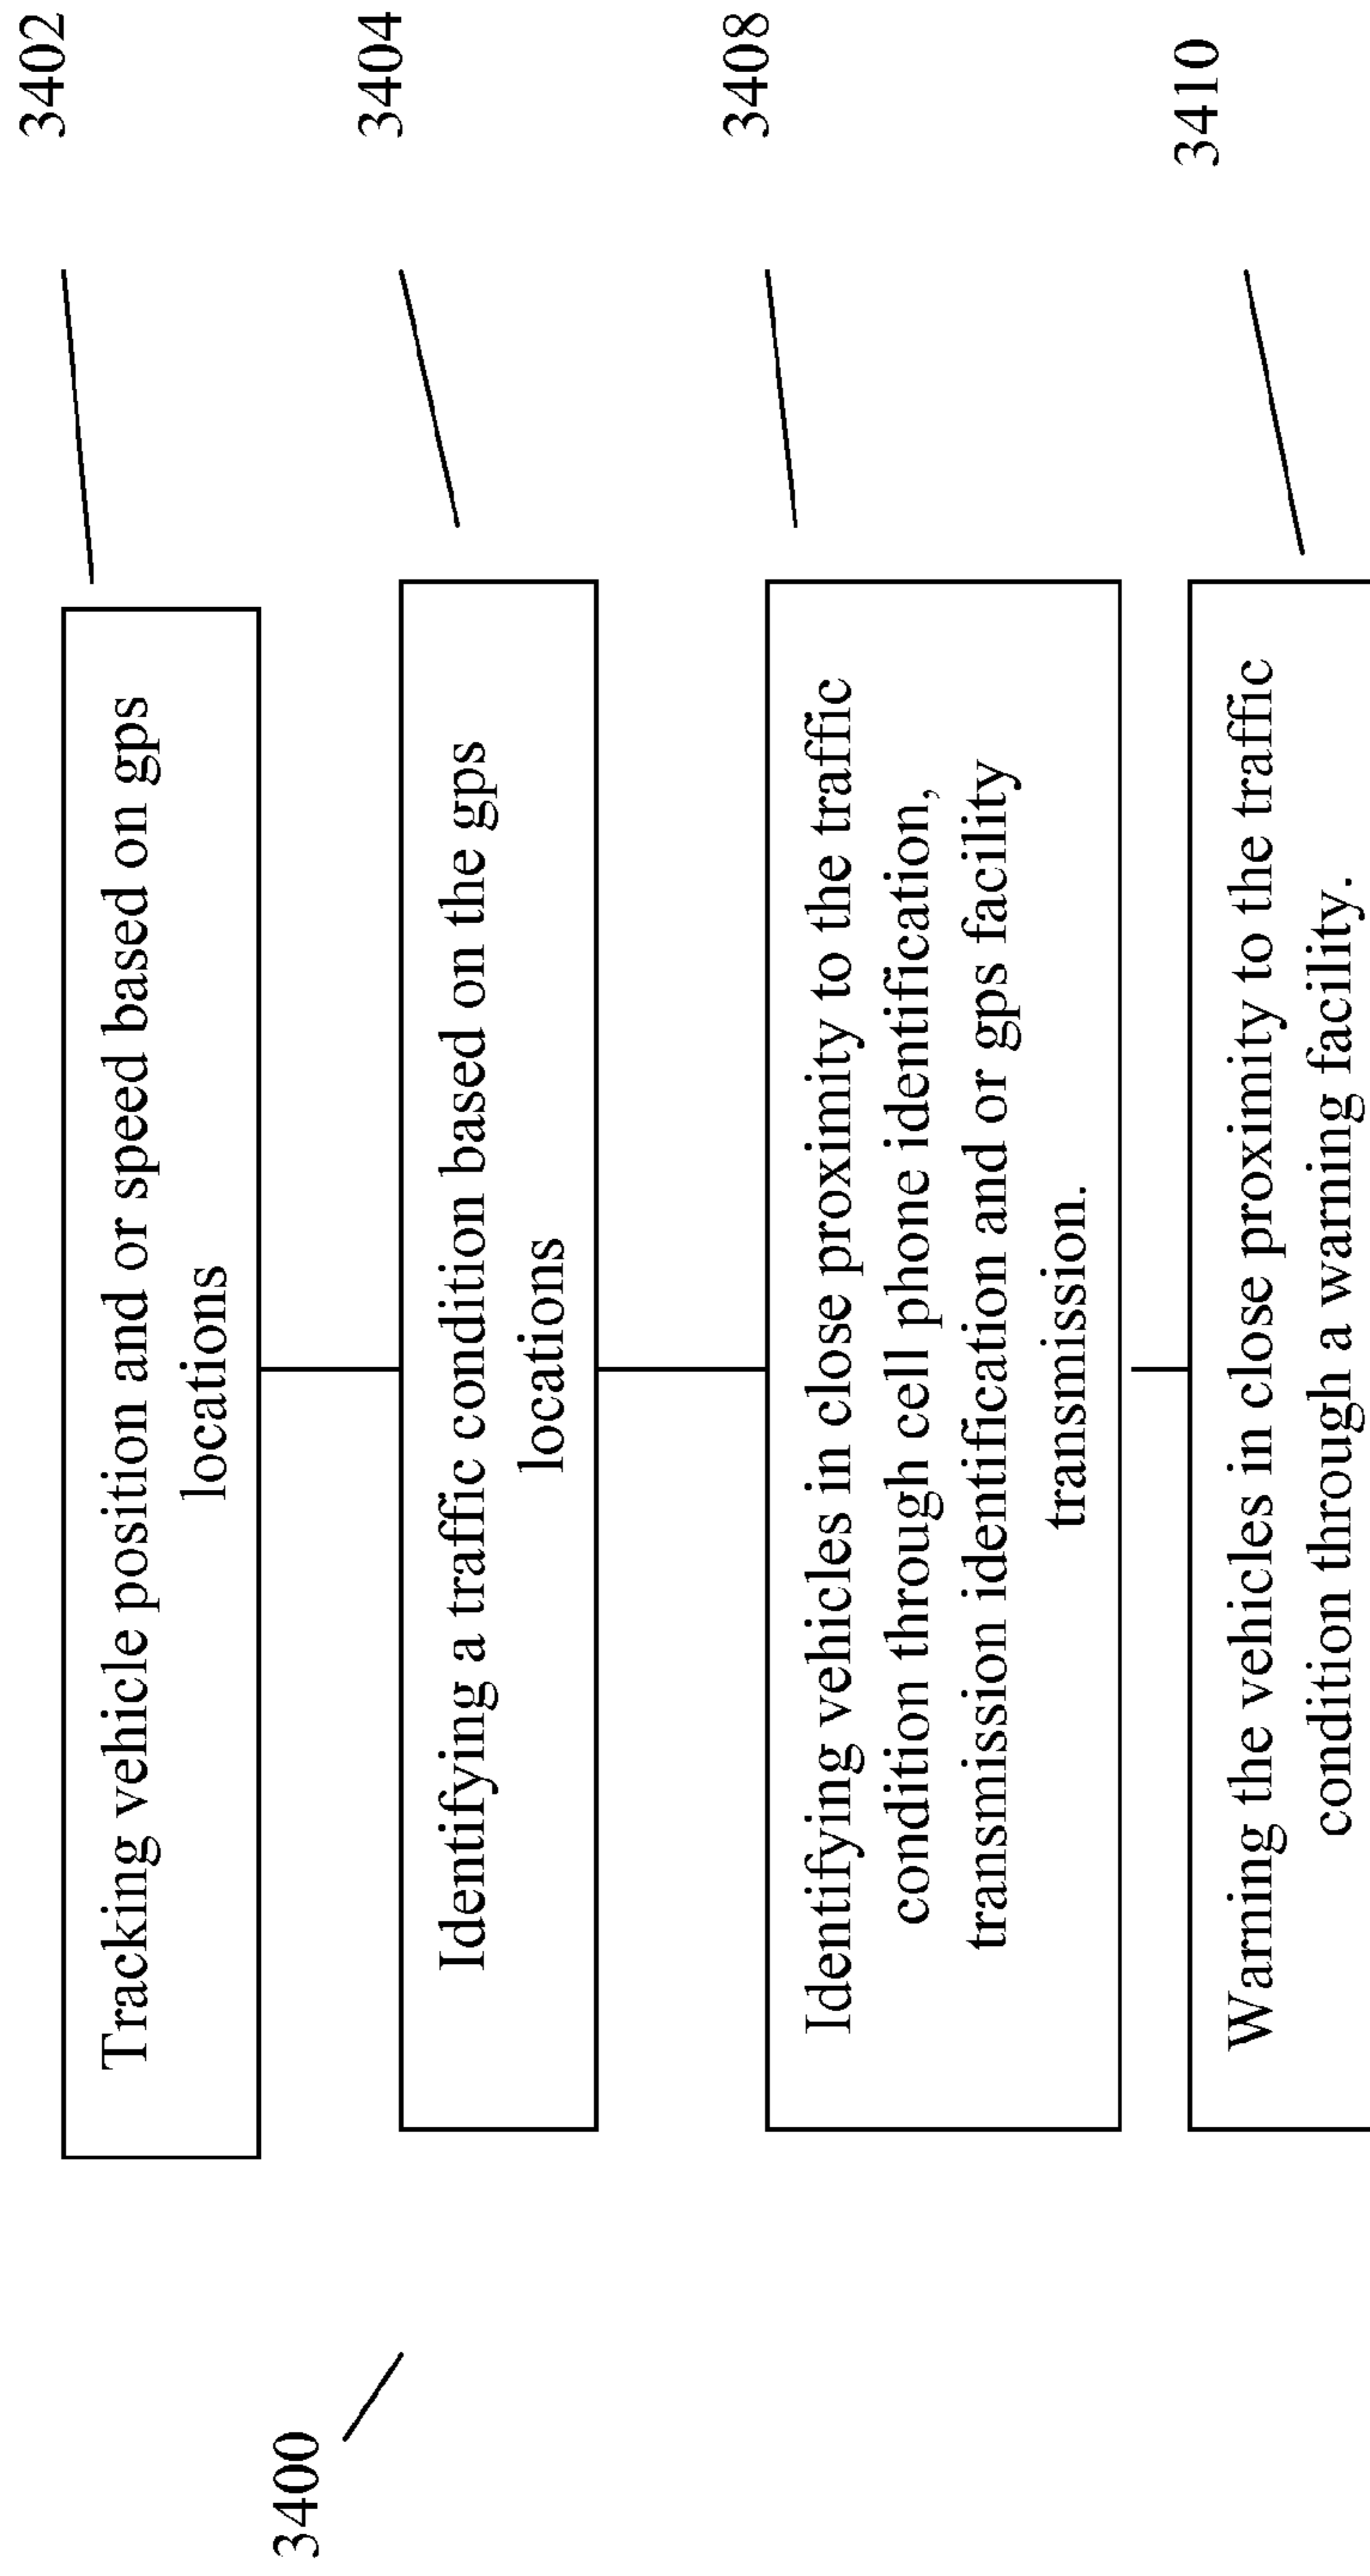 3402
Tracking vehicle position and or speed based on gps
locations
3404
Identifying a traffic condition based on the gps
locations
3408
Identifying vehicles in close proximity to the traffic
condition through cell phone identification,
transmission identification and or gps facility
transmission.
3410
Warning the vehicles in close proximity to the traffic
condition through a warning facility.
3400